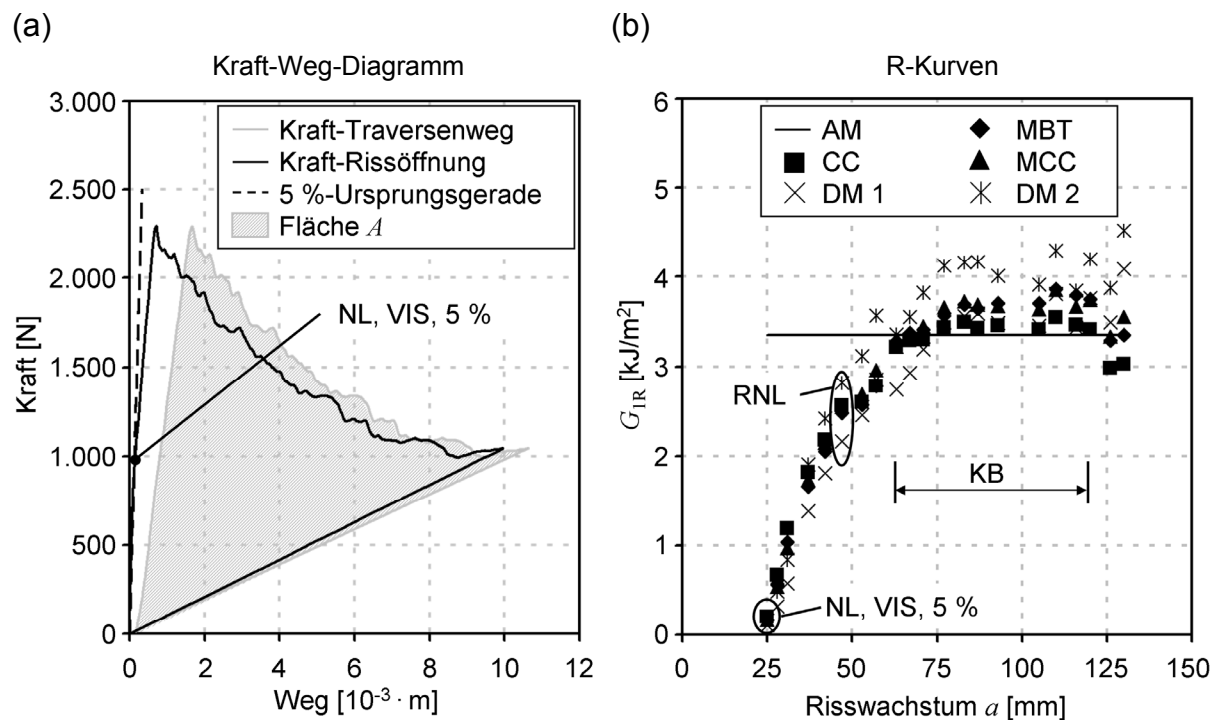 (a)
Kraft-Weg-Diagramm
3.000
2.500
2.000
1.500
1.000
500
0
Kraft [N]
Kraft-Traversenweg
Kraft-Rissöffnung
5 %-Ursprungsgerade
Fläche A
NL, VIS, 5 %
0 2 4 6 8 10 12
Weg [10⁻³ · m]
(b)
R-Kurven
6
5
4
3
2
1
0
G_IR [kJ/m²]
AM MBT
CC MCC
DM 1 DM 2
RNL
KB
NL, VIS, 5 %
0 25 50 75 100 125 150
Risswachstum a [mm]